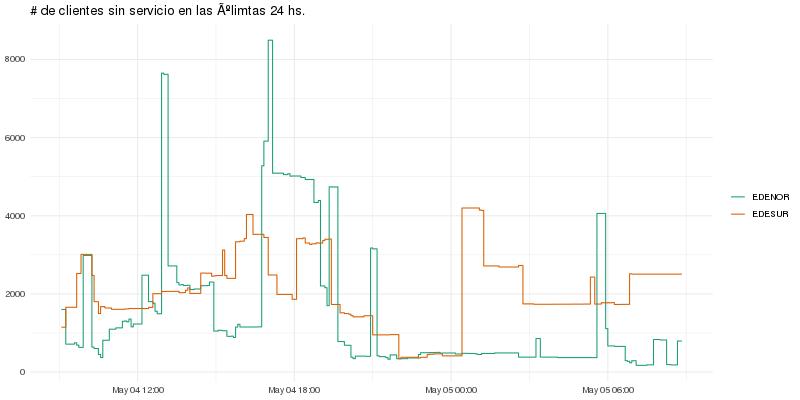 # de clientes sin servicio en las Ãºlimtas 24 hs.
8000
6000
4000
2000
0
EDENOR
EDESUR
May 04 12:00
May 04 18:00
May 05 00:00
May 05 06:00